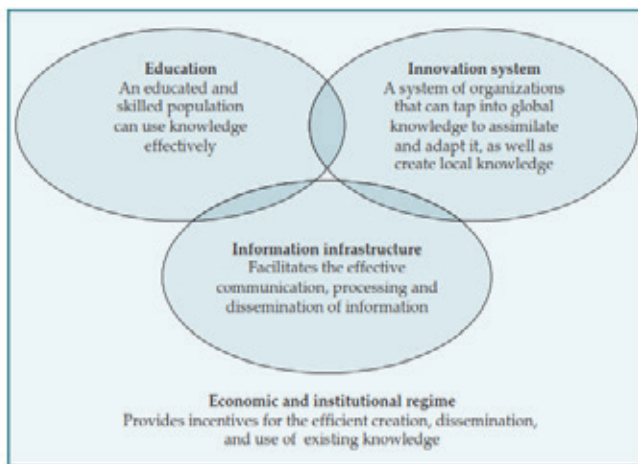 Education
An educated and
skilled population
can use knowledge
effectively
Innovation system
A system of organizations
that can tap into global
knowledge to assimilate
and adapt it, as well as
create local knowledge
Information infrastructure
Facilitates the effective
communication, processing and
dissemination of information
Economic and institutional regime
Provides incentives for the efficient creation, dissemination,
and use of existing knowledge